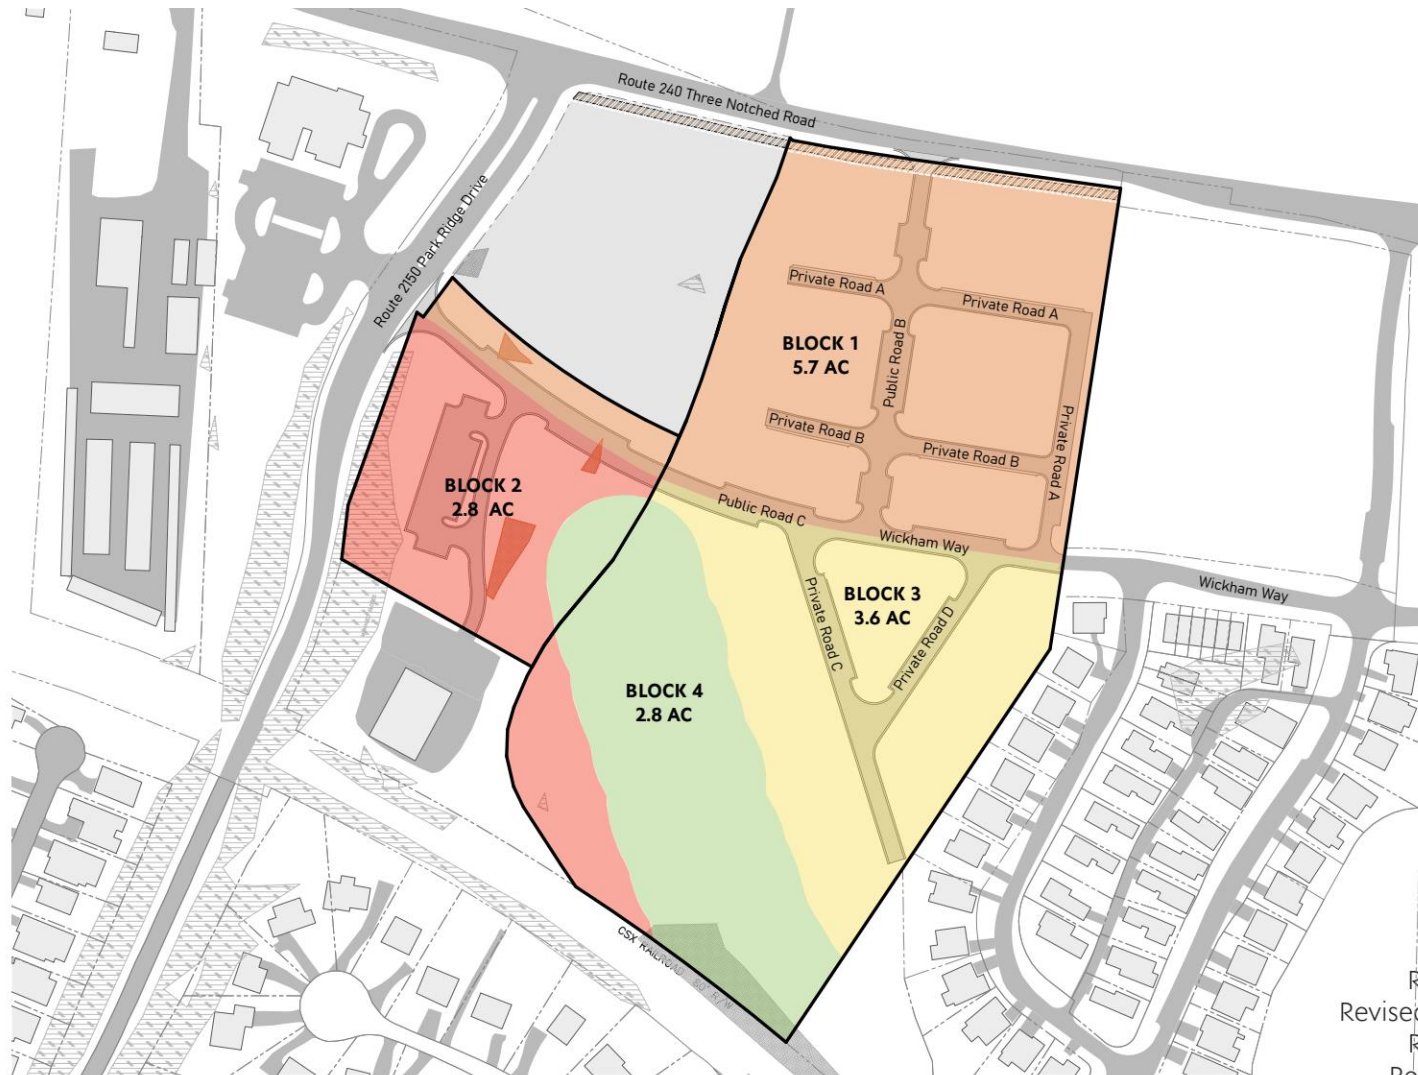 Route 240 Three Notched Road
Route 2150 Park Ridge Drive
Private Road A
Private Road A
BLOCK 1
5.7 AC
Public Road B
Private Road B
Private Road B
Private Road A
BLOCK 2
2.8 AC
Public Road C
Wickham Way
Wickham Way
BLOCK 3
3.6 AC
Private Road C
Private Road D
BLOCK 4
2.8 AC
CSX RAILROAD 60' R/W
R
Revised
R